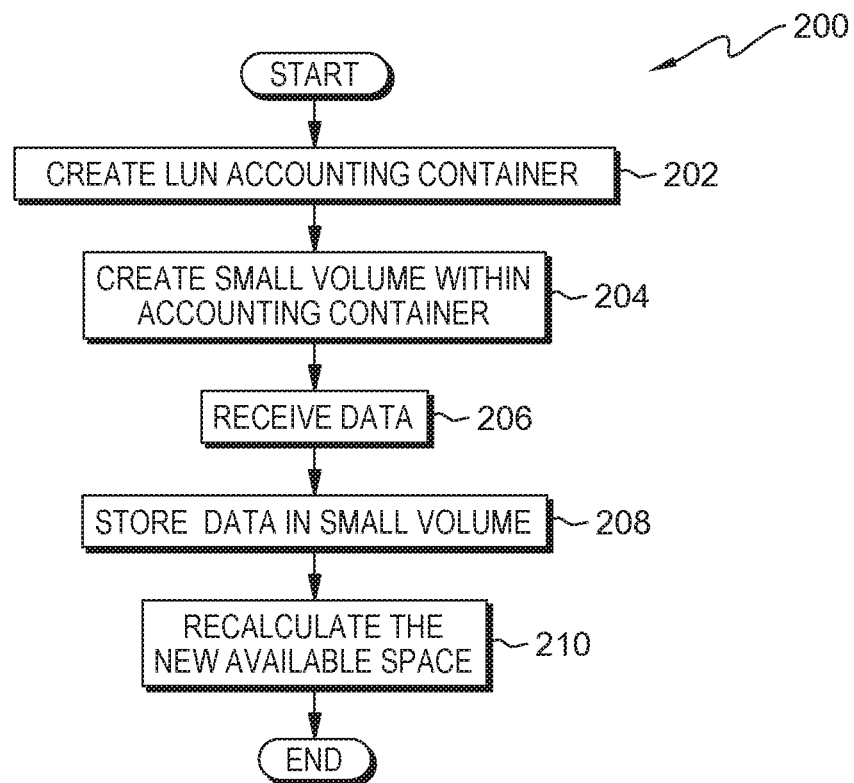 200
START
CREATE LUN ACCOUNTING CONTAINER
202
CREATE SMALL VOLUME WITHIN
ACCOUNTING CONTAINER
204
RECEIVE DATA
206
STORE DATA IN SMALL VOLUME
208
RECALCULATE THE
NEW AVAILABLE SPACE
210
END